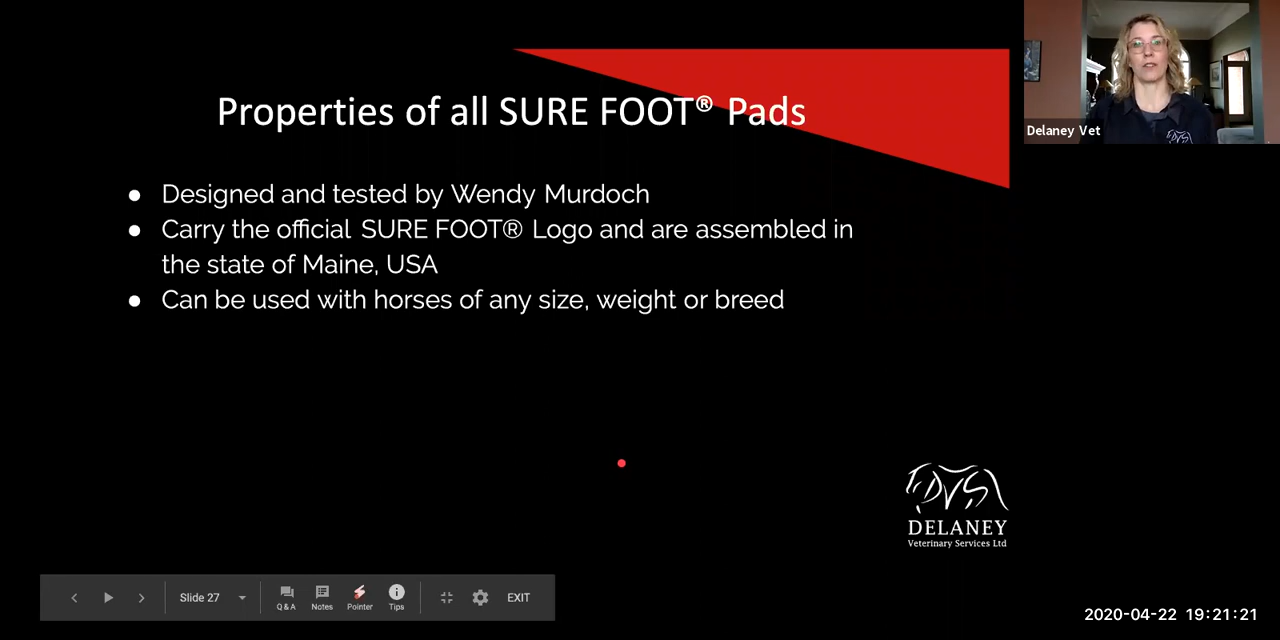 Properties of all SURE FOOT® Pads
Delaney Vet
● Designed and tested by Wendy Murdoch
● Carry the official SURE FOOT® Logo and are assembled in
the state of Maine, USA
● Can be used with horses of any size, weight or breed
DVS
DELANEY
Veterinary Services Ltd
Slide 27
Q & A
Notes
Pointer
Tips
EXIT
2020-04-22 19:21:21